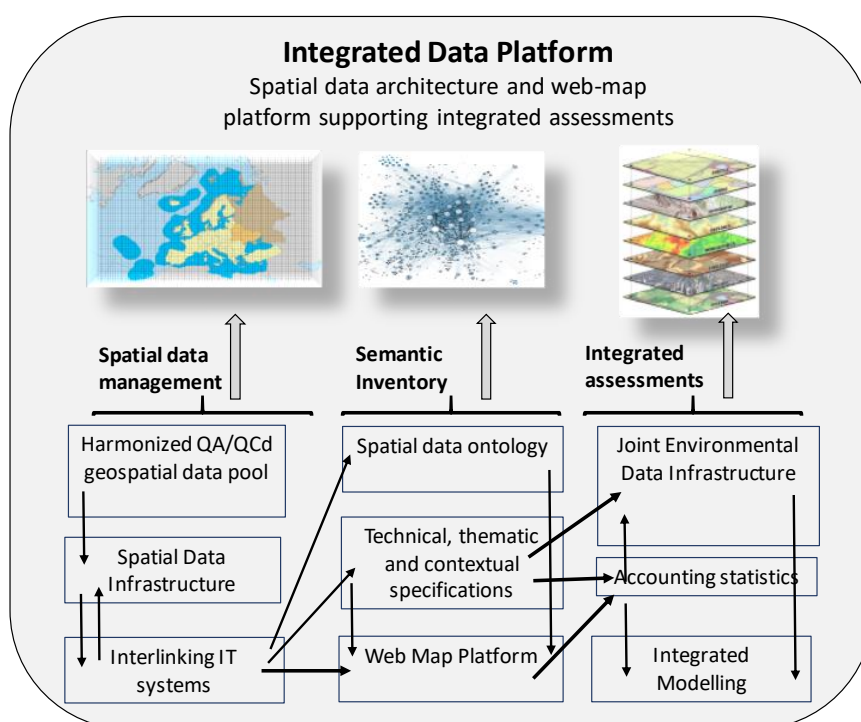 Integrated Data Platform
Spatial data architecture and web-map
platform supporting integrated assessments
Spatial data
management
Semantic
Inventory
Integrated
assessments
Harmonized QA/QCd
geospatial data pool
Spatial data ontology
Joint Environmental
Data Infrastructure
Spatial Data
Infrastructure
Technical, thematic
and contextual
specifications
Accounting statistics
Interlinking IT
systems
Web Map Platform
Integrated
Modelling